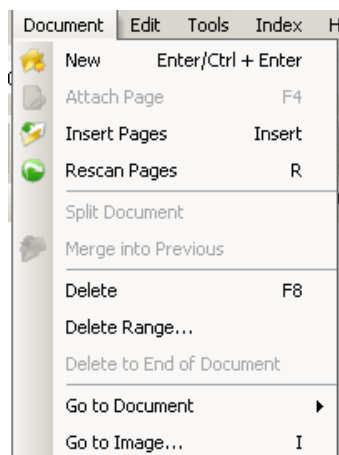 Document Edit Tools Index H
New Enter/Ctrl + Enter
Attach Page F4
Insert Pages Insert
Rescan Pages R
Split Document
Merge into Previous
Delete F8
Delete Range...
Delete to End of Document
Go to Document
Go to Image... I